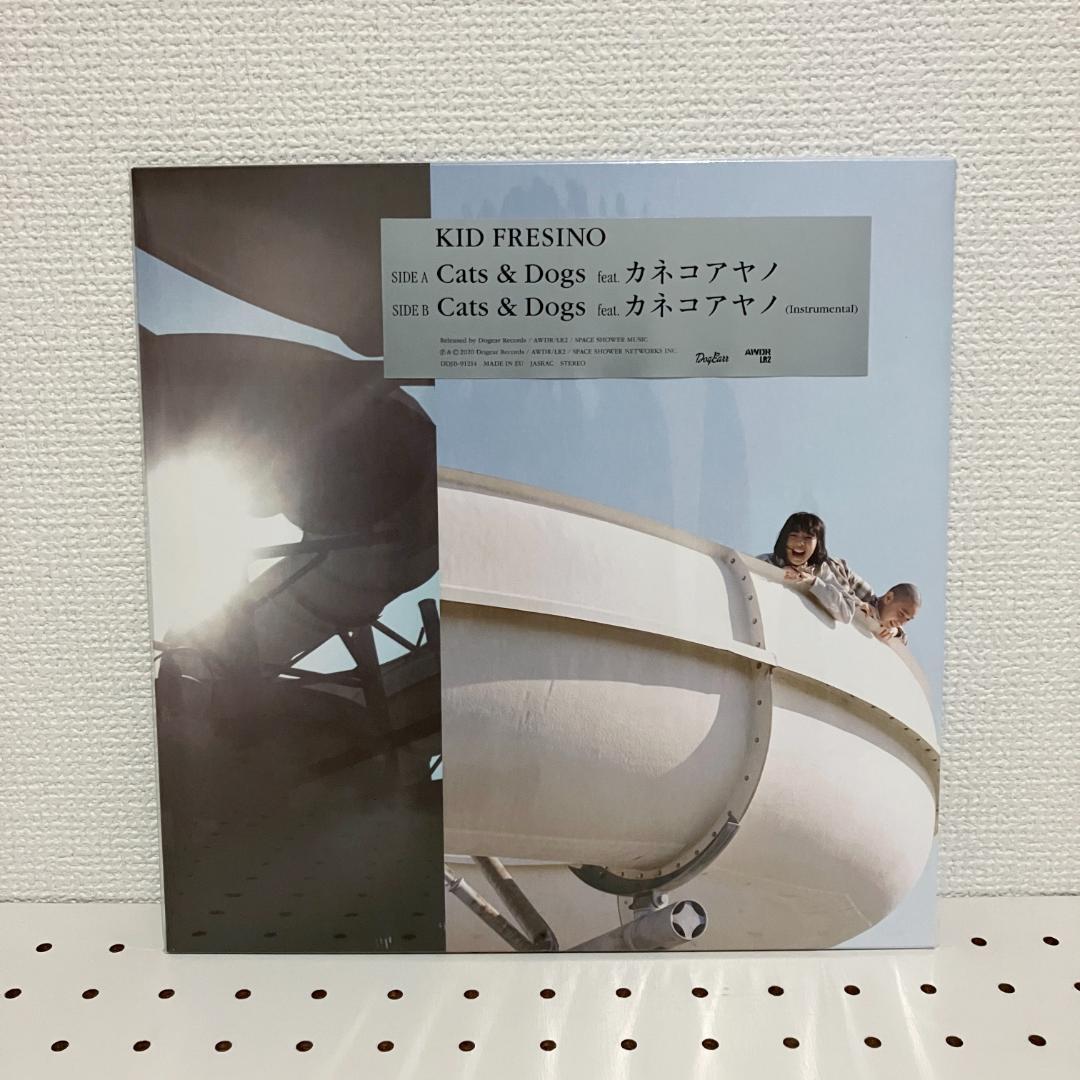 KID FRESINO
SIDE A Cats & Dogs feat. カネコアヤノ
SIDE B Cats & Dogs feat. カネコアヤノ (Instrumental)
Released by Dogear Records / AWDR/LR2 / SPACE SHOWER MUSIC
℗ & © 2020 Dogear Records / AWDR/LR2 / SPACE SHOWER NETWORKS INC.
DDJB-91214 MADE IN EU JASRAC STEREO
DogEarr AWDR
LR2